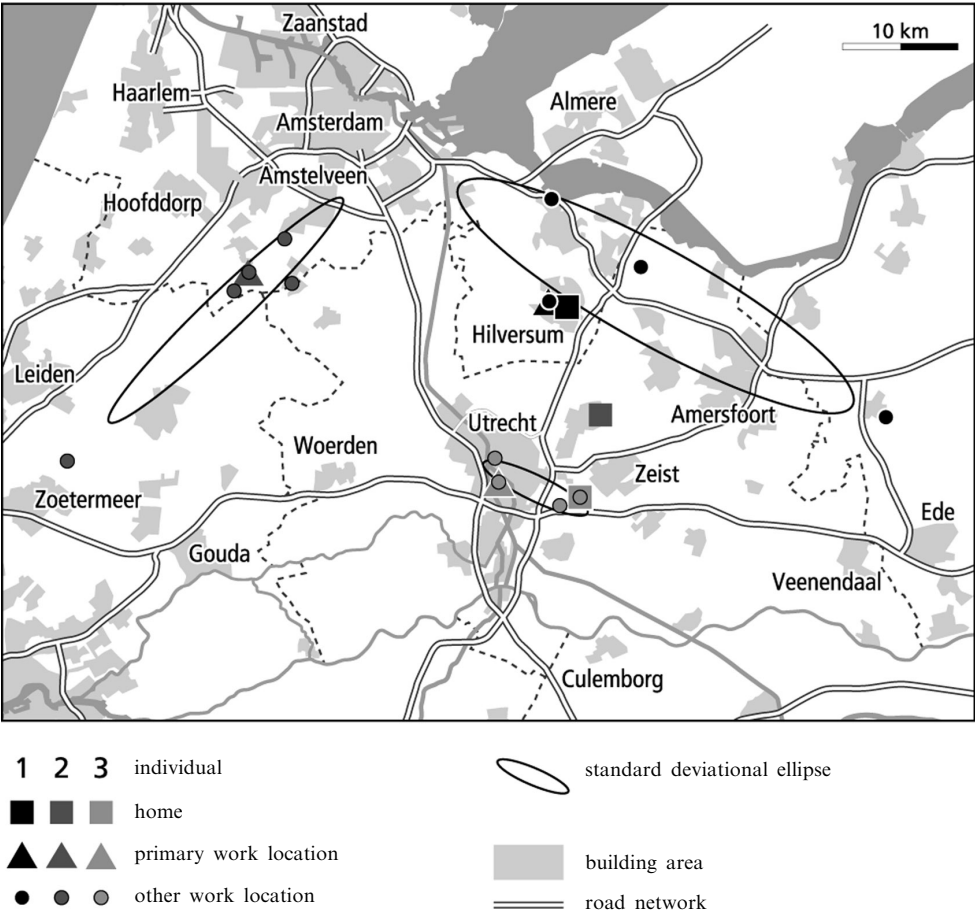 Zaanstad
10 km
Haarlem
Almere
Amsterdam
Amstelveen
Hoofddorp
Hilversum
Leiden
Utrecht
Amersfoort
Woerden
Zeist
Zoetermeer
Ede
Gouda
Veenendaal
Culemborg
1 2 3 individual
standard deviational ellipse
home
primary work location
building area
other work location
road network